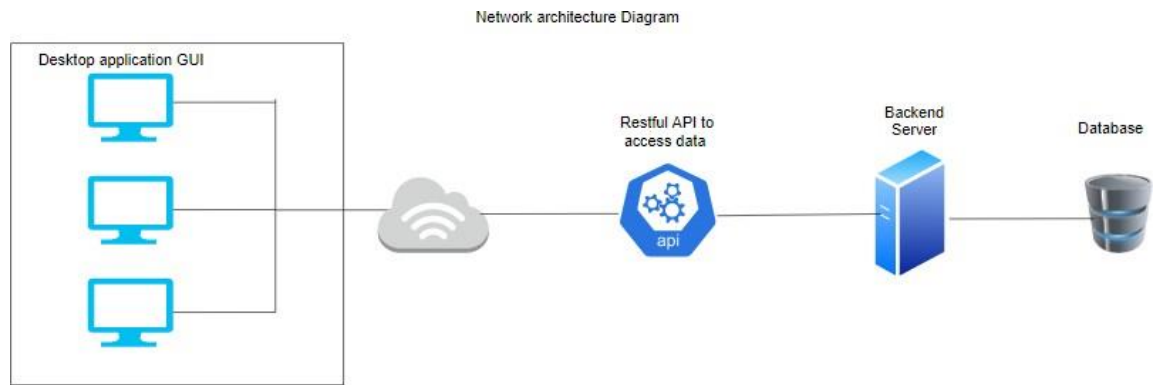 Network architecture Diagram
Desktop application GUI
Restful API to
access data
api
Backend
Server
Database